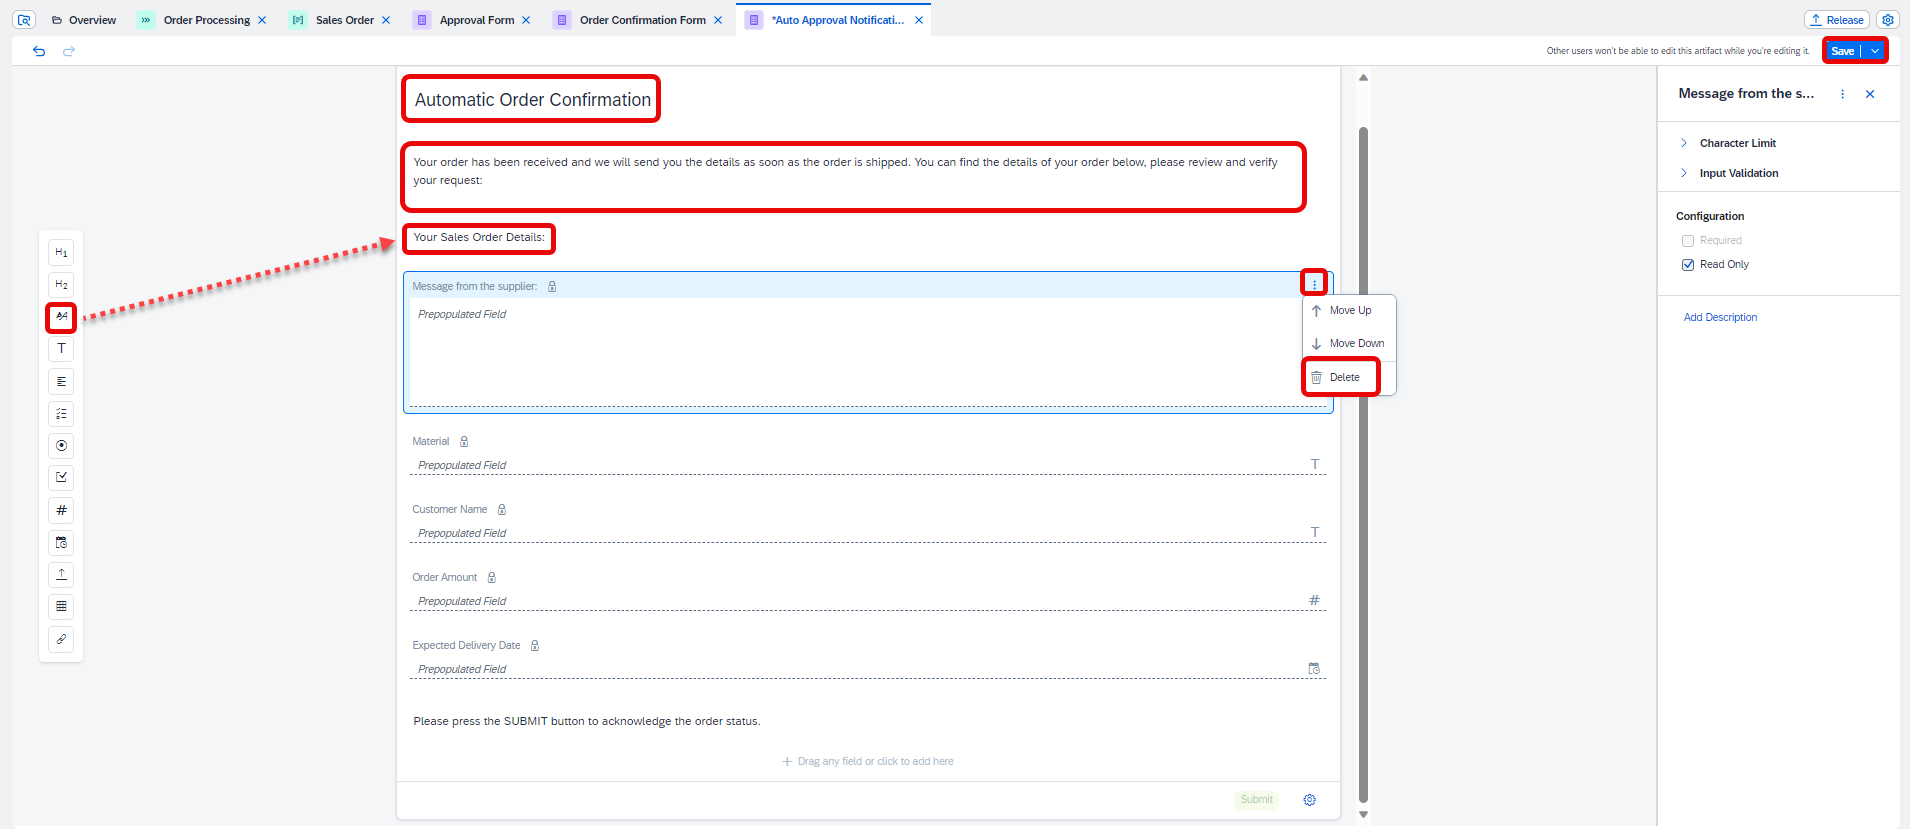 Overview
Order Processing
Sales Order
Approval Form
Order Confirmation Form
*Auto Approval Notificati...
Release
Other users won't be able to edit this artifact while you're editing it.
Save
Automatic Order Confirmation
Your order has been received and we will send you the details as soon as the order is shipped. You can find the details of your order below, please review and verify
your request:
Your Sales Order Details:
H1
H2
AA
T
#
Message from the supplier:
Prepopulated Field
Move Up
Move Down
Delete
Material
Prepopulated Field
T
Customer Name
Prepopulated Field
T
Order Amount
Prepopulated Field
#
Expected Delivery Date
Prepopulated Field
Please press the SUBMIT button to acknowledge the order status.
Drag any field or click to add here
Submit
Message from the s...
Character Limit
Input Validation
Configuration
Required
Read Only
Add Description